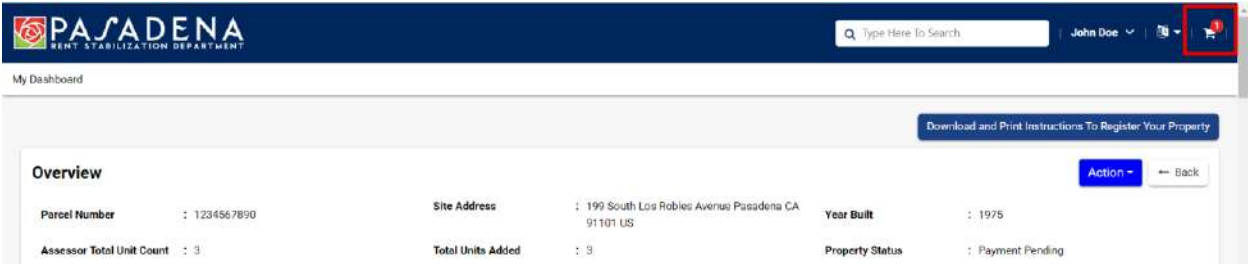 PASADENA
RENT STABILIZATION DEPARTMENT
Type Here To Search
John Doe
1
My Dashboard
Download and Print Instructions To Register Your Property
Overview
Action
← Back
Parcel Number : 1234567890
Site Address : 199 South Los Robles Avenue Pasadena CA
91101 US
Year Built : 1975
Assessor Total Unit Count : 3
Total Units Added : 3
Property Status : Payment Pending